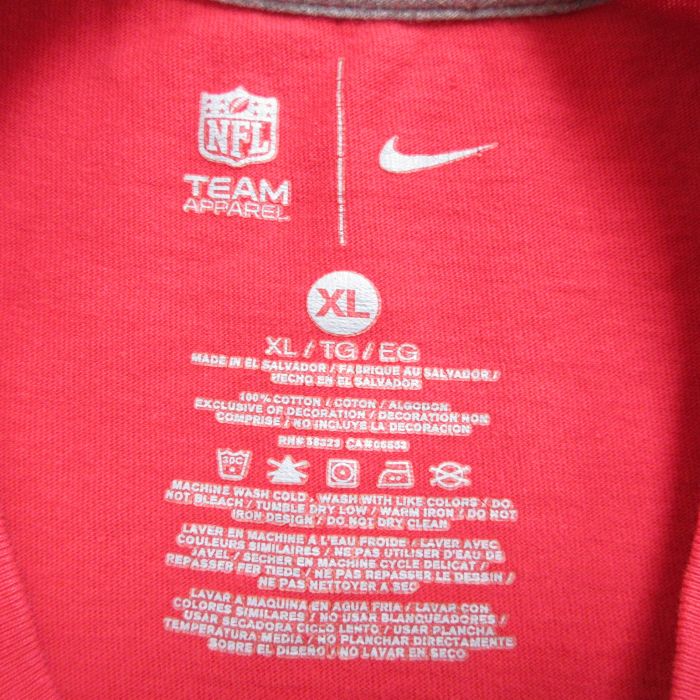 NFL
TEAM
APPAREL
XL
XL / TG / EG
MADE IN EL SALVADOR / FABRIQUE AU SALVADOR /
HECHO EN EL SALVADOR
100% COTTON / COTON / ALGODON
EXCLUSIVE OF DECORATION / DECORATION NON
COMPRISE / NO INCLUYE LA DECORACION
RN# 58323 CA#06553
30C
MACHINE WASH COLD / WASH WITH LIKE COLORS / DO
NOT BLEACH / TUMBLE DRY LOW / WARM IRON / DO NOT
IRON DESIGN / DO NOT DRY CLEAN
LAVER EN MACHINE A L'EAU FROIDE / LAVER AVEC
COULEURS SIMILAIRES / NE PAS UTILISER D'EAU DE
JAVEL / SECHER EN MACHINE CYCLE DELICAT /
REPASSER FER TIEDE / NE PAS REPASSER LE DESSIN /
NE PAS NETTOYER A SEC
LAVAR A MAQUINA EN AGUA FRIA / LAVAR CON
COLORES SIMILARES / NO USAR BLANQUEADORES /
USAR SECADORA CICLO LENTO / USAR PLANCHA
TEMPERATURA MEDIA / NO PLANCHAR DIRECTAMENTE
SOBRE EL DISEÑO / NO LAVAR EN SECO